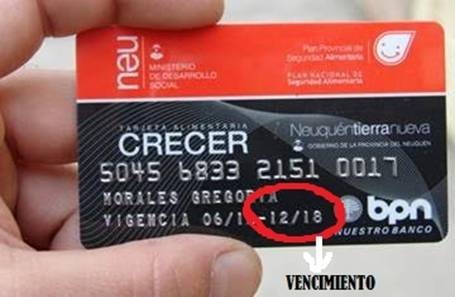 neu
MINISTERIO
DE DESARROLLO
SOCIAL
Plan Provincial de
Seguridad Alimentaria
PLAN NACIONAL DE
Seguridad Alimentaria
TARJETA ALIMENTARIA
CRECER
Neuquéntierranueva
GOBIERNO DE LA PROVINCIA DEL NEUQUEN
5045 6833 2151 0017
MORALES GREGORIA
VIGENCIA 06/1 -12/18
bpn
NUESTRO BANCO
VENCIMIENTO